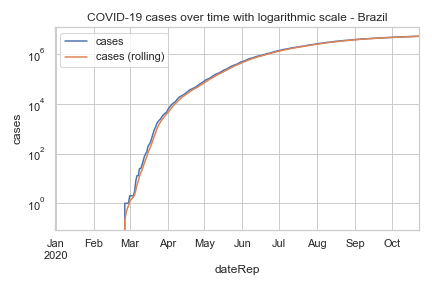 COVID-19 cases over time with logarithmic scale - Brazil
cases
cases (rolling)
10^6
10^4
10^2
10^0
cases
Jan Feb Mar Apr May Jun Jul Aug Sep Oct
2020
dateRep